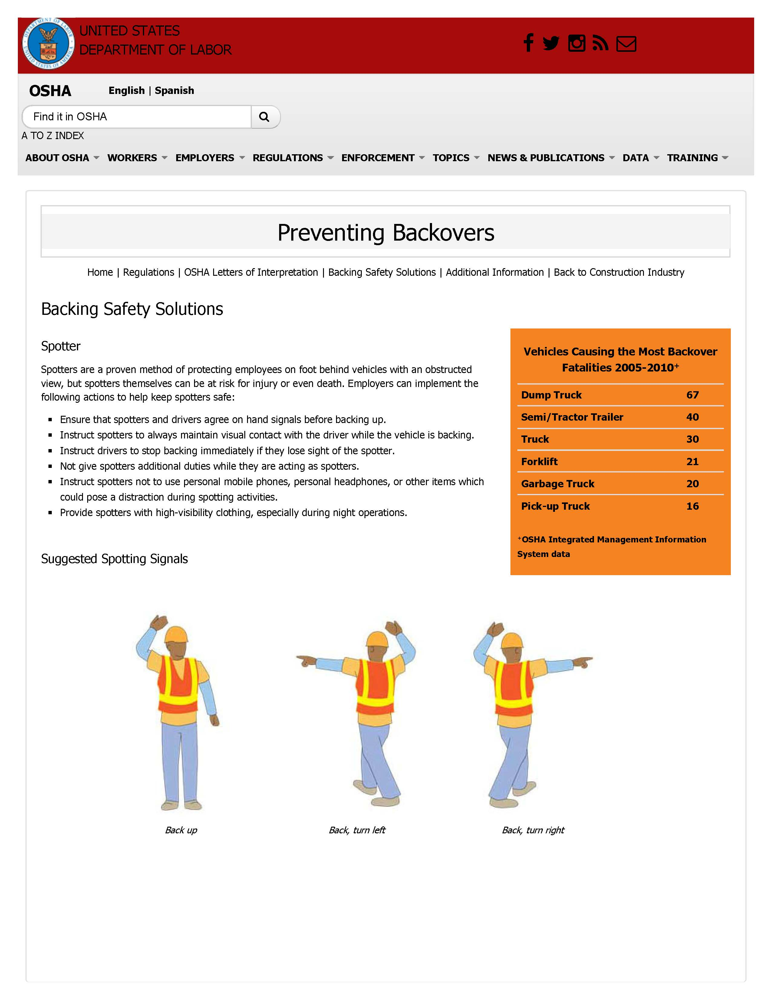 DEPARTMENT OF LABOR
UNITED STATES OF AMERICA
UNITED STATES
DEPARTMENT OF LABOR
OSHA English | Spanish
Find it in OSHA
A TO Z INDEX
ABOUT OSHA WORKERS EMPLOYERS REGULATIONS ENFORCEMENT TOPICS NEWS & PUBLICATIONS DATA TRAINING
Preventing Backovers
Home | Regulations | OSHA Letters of Interpretation | Backing Safety Solutions | Additional Information | Back to Construction Industry
Backing Safety Solutions
Spotter
Spotters are a proven method of protecting employees on foot behind vehicles with an obstructed
view, but spotters themselves can be at risk for injury or even death. Employers can implement the
following actions to help keep spotters safe:
▪ Ensure that spotters and drivers agree on hand signals before backing up.
▪ Instruct spotters to always maintain visual contact with the driver while the vehicle is backing.
▪ Instruct drivers to stop backing immediately if they lose sight of the spotter.
▪ Not give spotters additional duties while they are acting as spotters.
▪ Instruct spotters not to use personal mobile phones, personal headphones, or other items which
could pose a distraction during spotting activities.
▪ Provide spotters with high-visibility clothing, especially during night operations.
Vehicles Causing the Most Backover
Fatalities 2005-2010+
Dump Truck 67
Semi/Tractor Trailer 40
Truck 30
Forklift 21
Garbage Truck 20
Pick-up Truck 16
+OSHA Integrated Management Information
System data
Suggested Spotting Signals
Back up
Back, turn left
Back, turn right